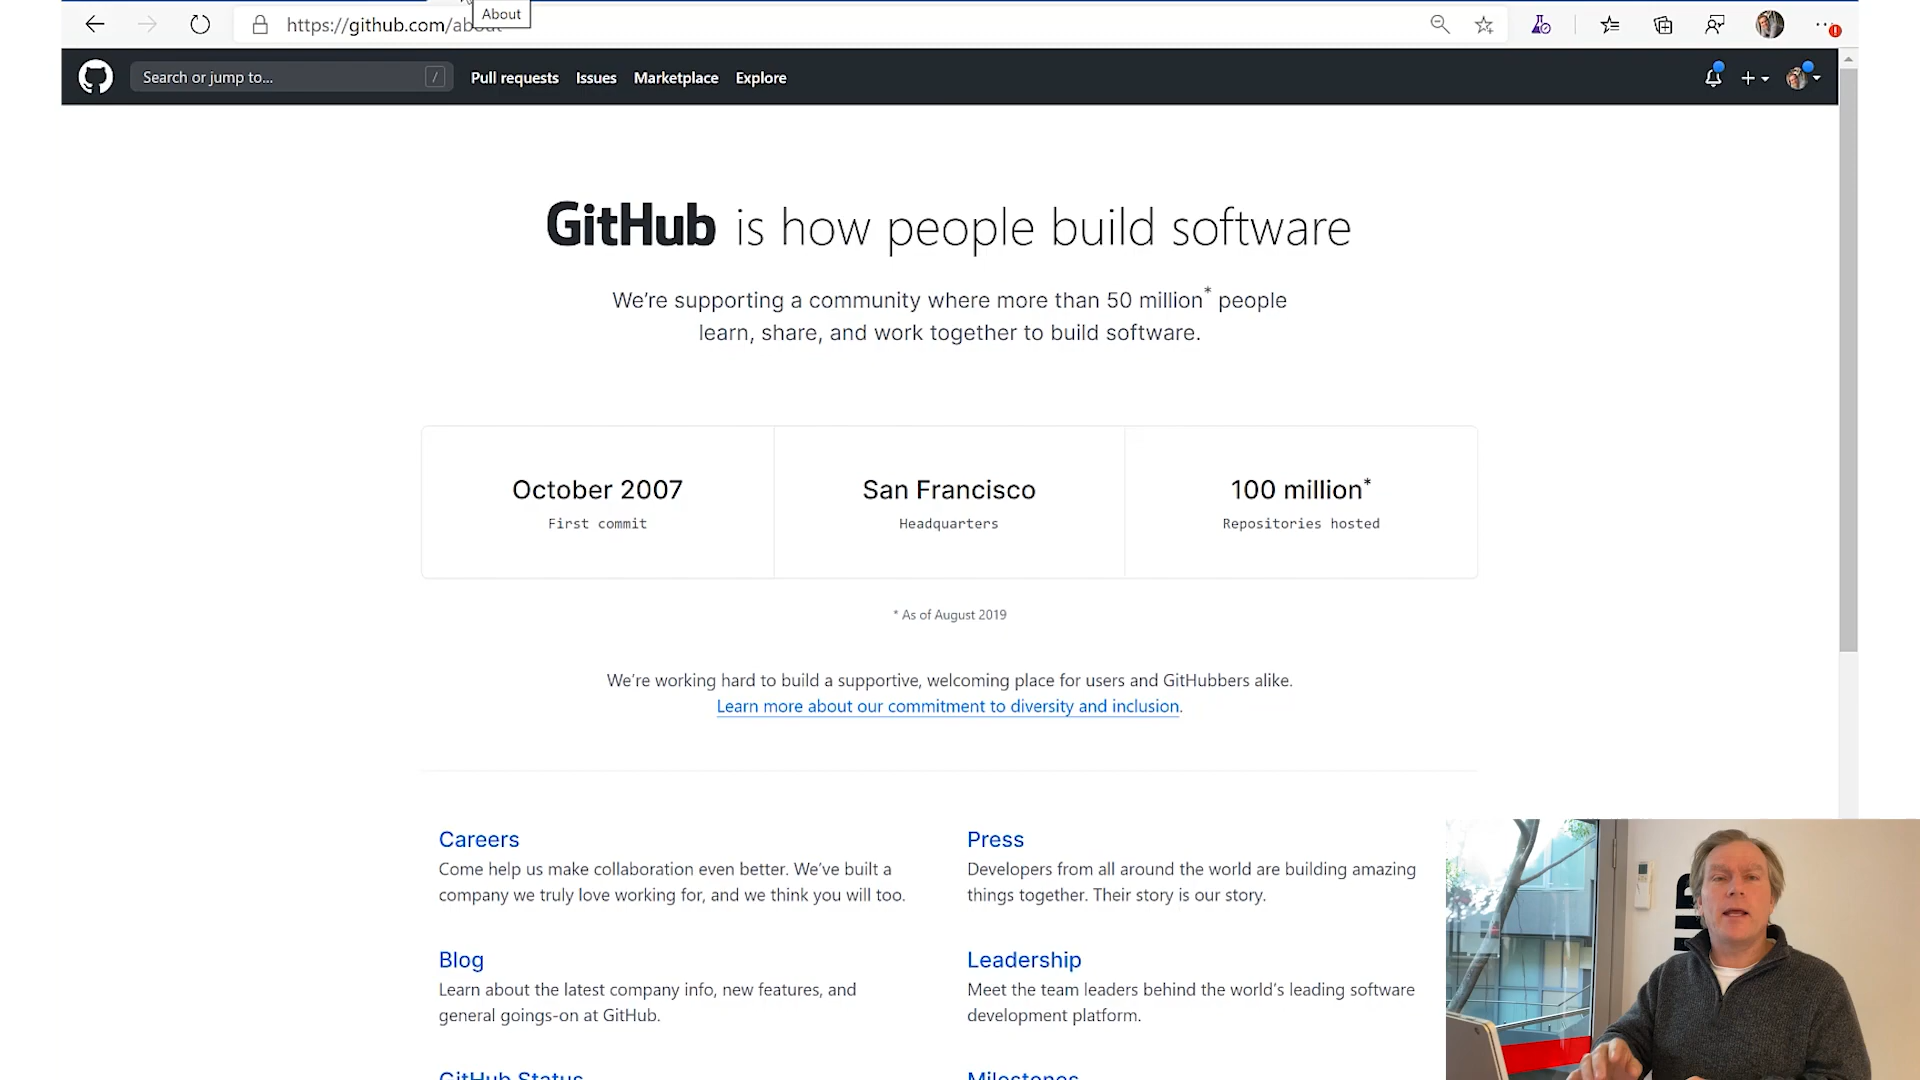 About
https://github.com/about
Search or jump to... /
Pull requests
Issues
Marketplace
Explore
GitHub is how people build software
We're supporting a community where more than 50 million* people
learn, share, and work together to build software.
October 2007
First commit
San Francisco
Headquarters
100 million*
Repositories hosted
* As of August 2019
We're working hard to build a supportive, welcoming place for users and GitHubbers alike.
Learn more about our commitment to diversity and inclusion.
Careers
Come help us make collaboration even better. We've built a
company we truly love working for, and we think you will too.
Press
Developers from all around the world are building amazing
things together. Their story is our story.
Blog
Learn about the latest company info, new features, and
general goings-on at GitHub.
Leadership
Meet the team leaders behind the world's leading software
development platform.
GitHub Status
Milestones